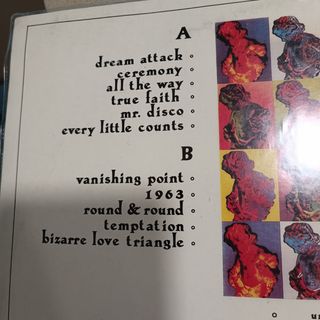 A
dream attack
ceremony
all the way
true faith
mr. disco
every little counts
B
vanishing point
1963
round & round
temptation
bizarre love triangle